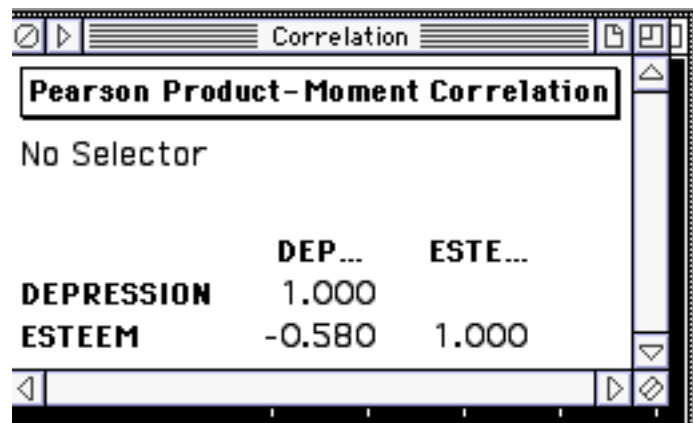 Correlation
Pearson Product-Moment Correlation
No Selector
DEP... ESTE...
DEPRESSION 1.000
ESTEEM -0.580 1.000